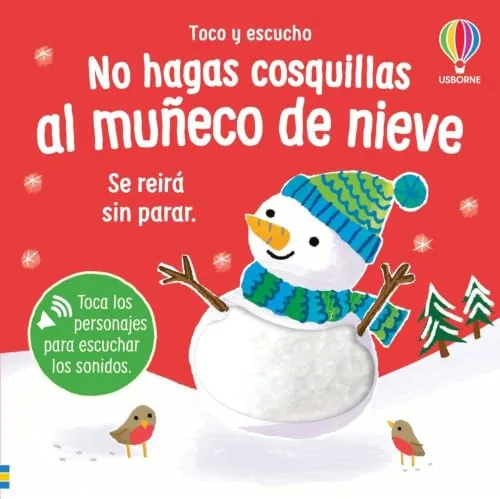 Toco y escucho
USBORNE
No hagas cosquillas
al muñeco de nieve
Se reirá
sin parar.
Toca los
personajes
para escuchar
los sonidos.